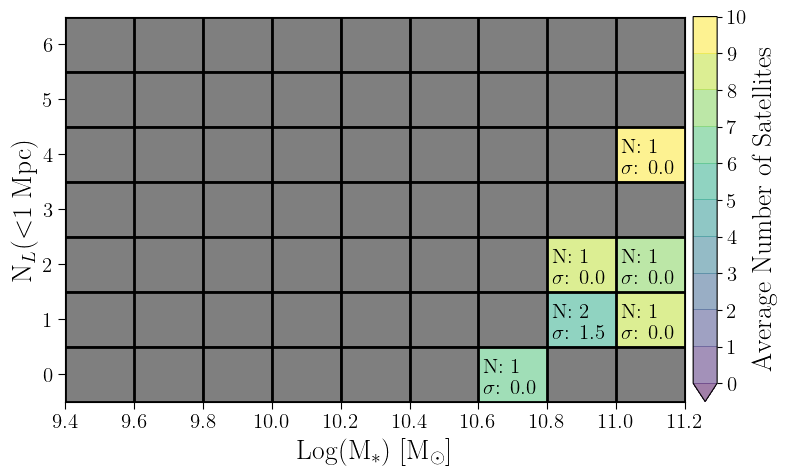 6
5
4
3
2
1
0
N_L(<1 Mpc)
N: 1
σ: 0.0
N: 1
σ: 0.0
N: 1
σ: 0.0
N: 2
σ: 1.5
N: 1
σ: 0.0
N: 1
σ: 0.0
9.4 9.6 9.8 10.0 10.2 10.4 10.6 10.8 11.0 11.2
Log(M_*) [M_⊙]
10
9
8
7
6
5
4
3
2
1
0
Average Number of Satellites